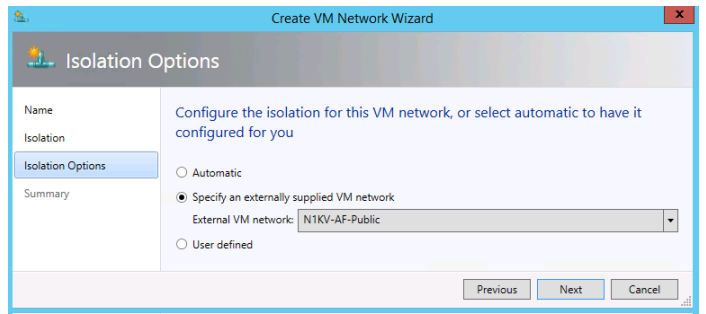 Create VM Network Wizard
x
Isolation Options
Name
Isolation
Isolation Options
Summary
Configure the isolation for this VM network, or select automatic to have it
configured for you
Automatic
Specify an externally supplied VM network
External VM network: N1KV-AF-Public
User defined
Previous Next Cancel